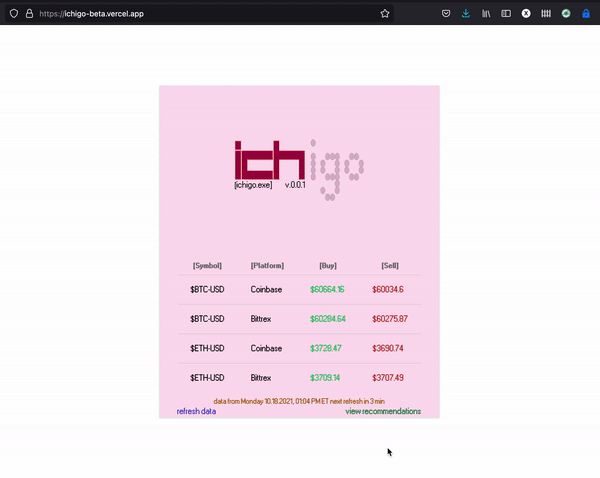 https://ichigo-beta.vercel.app
ichigo
[ichigo.exe] v.0.0.1
[Symbol] [Platform] [Buy] [Sell]
$BTC-USD Coinbase $60664.16 $60034.6
$BTC-USD Bittrex $60284.64 $60275.87
$ETH-USD Coinbase $3728.47 $3690.74
$ETH-USD Bittrex $3709.14 $3707.49
data from Monday 10.18.2021, 01:04 PM ET next refresh in 3 min
refresh data view recommendations